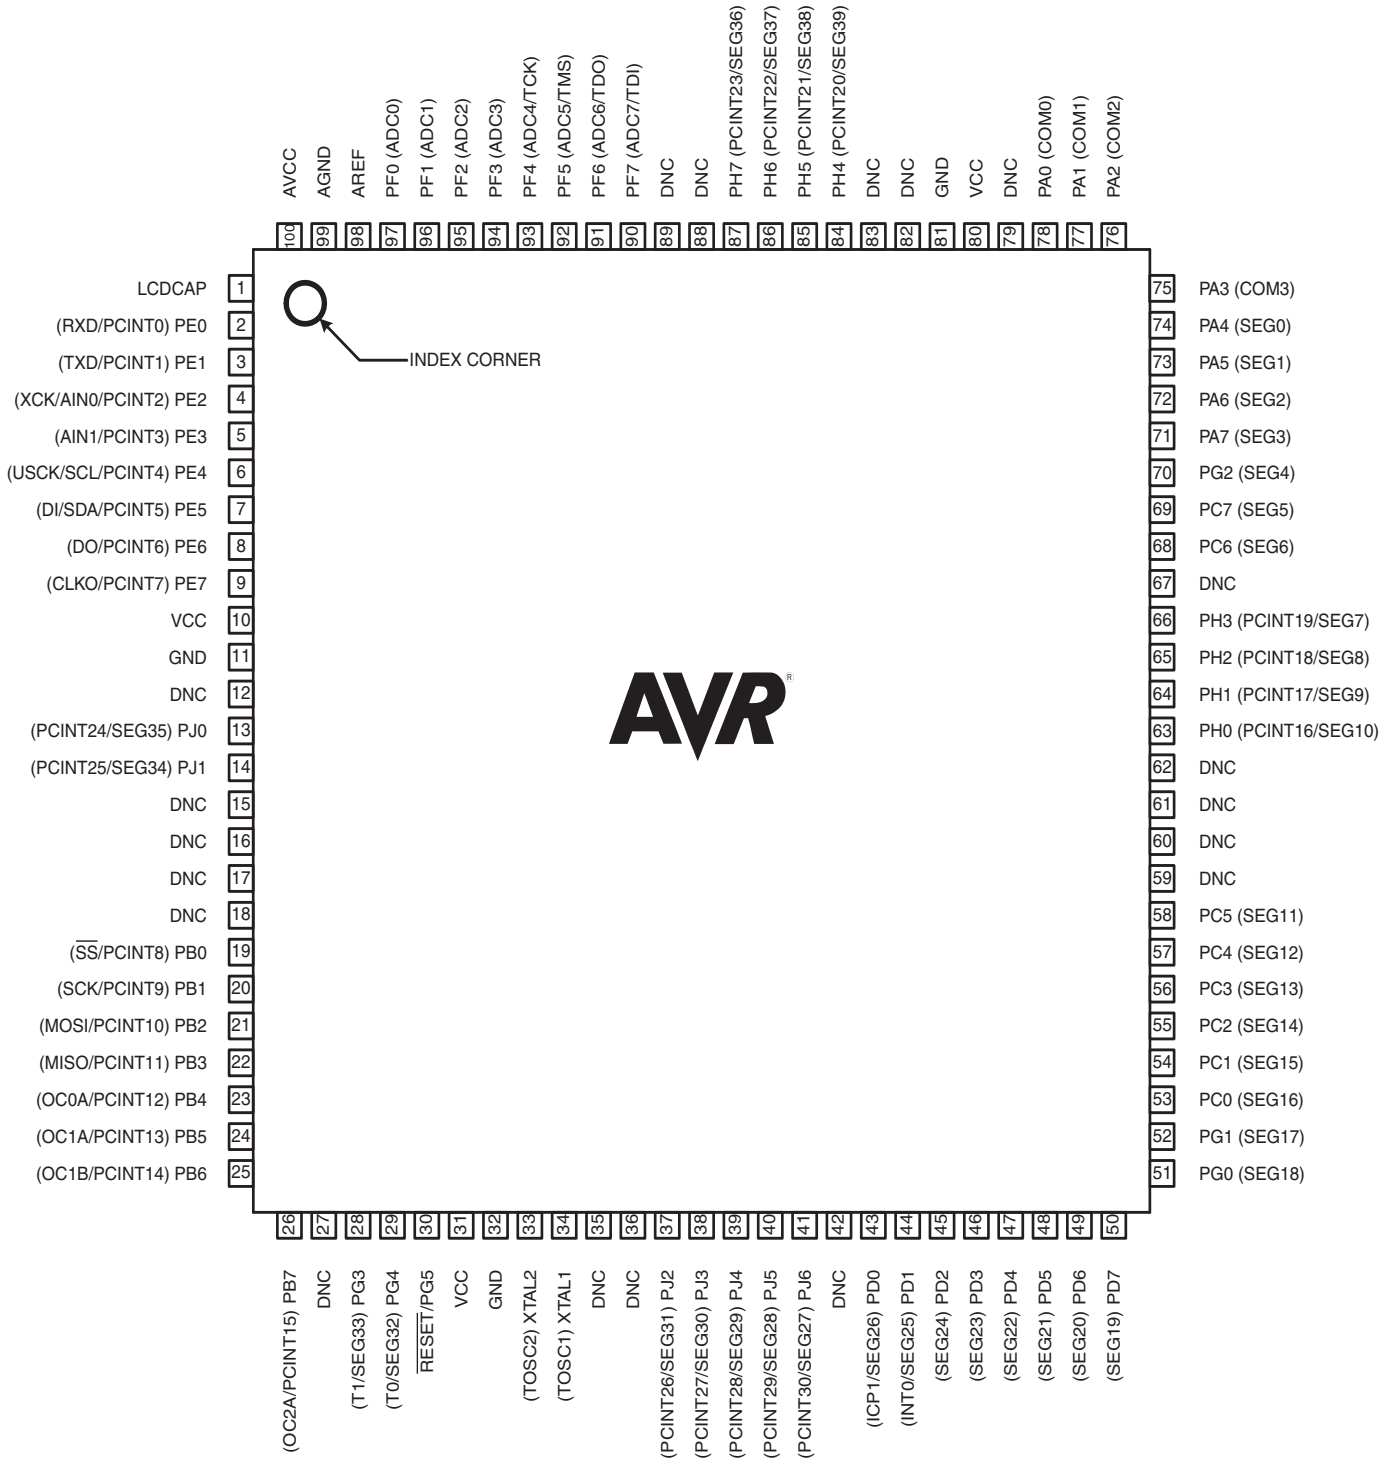 AVCC
AGND
AREF
PF0 (ADC0)
PF1 (ADC1)
PF2 (ADC2)
PF3 (ADC3)
PF4 (ADC4/TCK)
PF5 (ADC5/TMS)
PF6 (ADC6/TDO)
PF7 (ADC7/TDI)
DNC
DNC
PH7 (PCINT23/SEG36)
PH6 (PCINT22/SEG37)
PH5 (PCINT21/SEG38)
PH4 (PCINT20/SEG39)
DNC
DNC
GND
VCC
DNC
PA0 (COM0)
PA1 (COM1)
PA2 (COM2)
100
99
98
97
96
95
94
93
92
91
90
89
88
87
86
85
84
83
82
81
80
79
78
77
76
LCDCAP 1
(RXD/PCINT0) PE0 2
(TXD/PCINT1) PE1 3
(XCK/AIN0/PCINT2) PE2 4
(AIN1/PCINT3) PE3 5
(USCK/SCL/PCINT4) PE4 6
(DI/SDA/PCINT5) PE5 7
(DO/PCINT6) PE6 8
(CLKO/PCINT7) PE7 9
VCC 10
GND 11
DNC 12
(PCINT24/SEG35) PJ0 13
(PCINT25/SEG34) PJ1 14
DNC 15
DNC 16
DNC 17
DNC 18
(SS/PCINT8) PB0 19
(SCK/PCINT9) PB1 20
(MOSI/PCINT10) PB2 21
(MISO/PCINT11) PB3 22
(OC0A/PCINT12) PB4 23
(OC1A/PCINT13) PB5 24
(OC1B/PCINT14) PB6 25
INDEX CORNER
AVR®
75 PA3 (COM3)
74 PA4 (SEG0)
73 PA5 (SEG1)
72 PA6 (SEG2)
71 PA7 (SEG3)
70 PG2 (SEG4)
69 PC7 (SEG5)
68 PC6 (SEG6)
67 DNC
66 PH3 (PCINT19/SEG7)
65 PH2 (PCINT18/SEG8)
64 PH1 (PCINT17/SEG9)
63 PH0 (PCINT16/SEG10)
62 DNC
61 DNC
60 DNC
59 DNC
58 PC5 (SEG11)
57 PC4 (SEG12)
56 PC3 (SEG13)
55 PC2 (SEG14)
54 PC1 (SEG15)
53 PC0 (SEG16)
52 PG1 (SEG17)
51 PG0 (SEG18)
26
27
28
29
30
31
32
33
34
35
36
37
38
39
40
41
42
43
44
45
46
47
48
49
50
(OC2A/PCINT15) PB7
DNC
(T1/SEG33) PG3
(T0/SEG32) PG4
RESET/PG5
VCC
GND
(TOSC2) XTAL2
(TOSC1) XTAL1
DNC
DNC
(PCINT26/SEG31) PJ2
(PCINT27/SEG30) PJ3
(PCINT28/SEG29) PJ4
(PCINT29/SEG28) PJ5
(PCINT30/SEG27) PJ6
DNC
(ICP1/SEG26) PD0
(INT0/SEG25) PD1
(SEG24) PD2
(SEG23) PD3
(SEG22) PD4
(SEG21) PD5
(SEG20) PD6
(SEG19) PD7